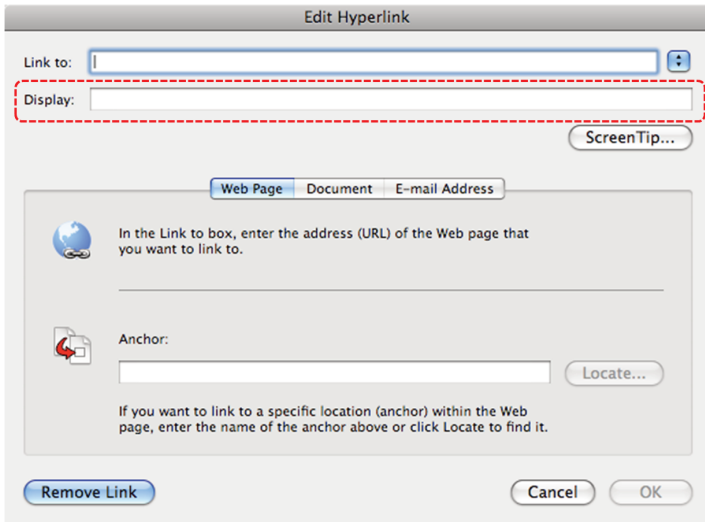 Edit Hyperlink
Link to:
Display:
ScreenTip...
Web Page Document E-mail Address
In the Link to box, enter the address (URL) of the Web page that
you want to link to.
Anchor:
Locate...
If you want to link to a specific location (anchor) within the Web
page, enter the name of the anchor above or click Locate to find it.
Remove Link Cancel OK